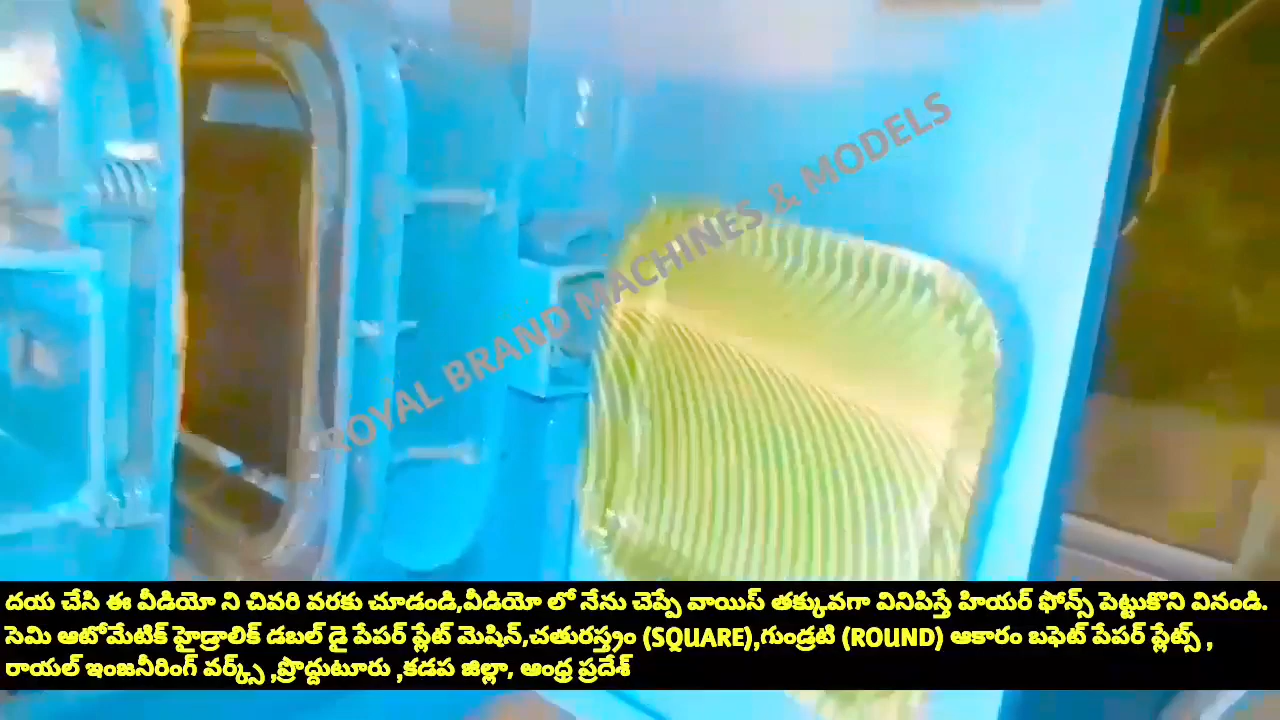 ROYAL BRAND MACHINES & MODELS
దయ చేసి ఈ వీడియో ని చివరి వరకు చూడండి,వీడియో లో నేను చెప్పే వాయిస్ తక్కువగా వినిపిస్తే హియర్ ఫోన్స్ పెట్టుకొని వినండి.
సెమి ఆటోమేటిక్ హైడ్రాలిక్ డబల్ డై పేపర్ ప్లేట్ మెషిన్,చతురస్త్రం (SQUARE),గుండ్రటి (ROUND) ఆకారం బఫెట్ పేపర్ ప్లేట్స్ ,
రాయల్ ఇంజనీరింగ్ వర్క్స్ ,ప్రొద్దుటూరు ,కడప జిల్లా, ఆంధ్ర ప్రదేశ్